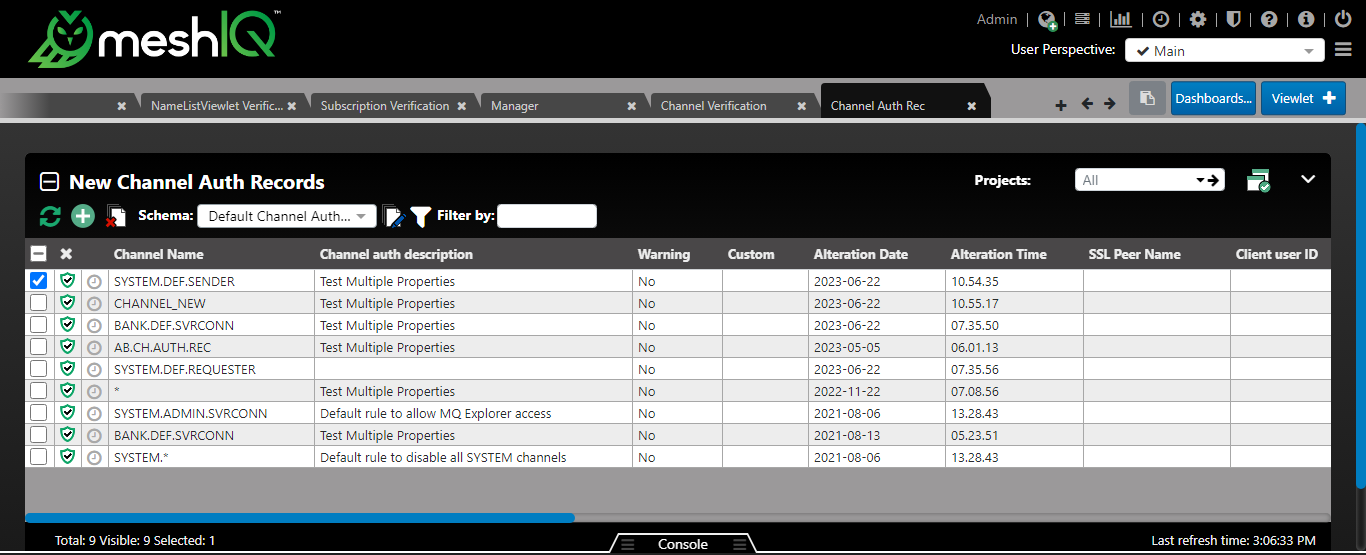 meshIQ™
Admin
User Perspective: Main
NameListViewlet Verific... Subscription Verification Manager Channel Verification Channel Auth Rec Dashboards... Viewlet
New Channel Auth Records Projects: All
Schema: Default Channel Auth... Filter by:
Channel Name Channel auth description Warning Custom Alteration Date Alteration Time SSL Peer Name Client user ID
SYSTEM.DEF.SENDER Test Multiple Properties No 2023-06-22 10.54.35
CHANNEL_NEW Test Multiple Properties No 2023-06-22 10.55.17
BANK.DEF.SVRCONN Test Multiple Properties No 2023-06-22 07.35.50
AB.CH.AUTH.REC Test Multiple Properties No 2023-05-05 06.01.13
SYSTEM.DEF.REQUESTER No 2023-06-22 07.35.56
* Test Multiple Properties No 2022-11-22 07.08.56
SYSTEM.ADMIN.SVRCONN Default rule to allow MQ Explorer access No 2021-08-06 13.28.43
BANK.DEF.SVRCONN Test Multiple Properties No 2021-08-13 05.23.51
SYSTEM.* Default rule to disable all SYSTEM channels No 2021-08-06 13.28.43
Total: 9 Visible: 9 Selected: 1 Console Last refresh time: 3:06:33 PM